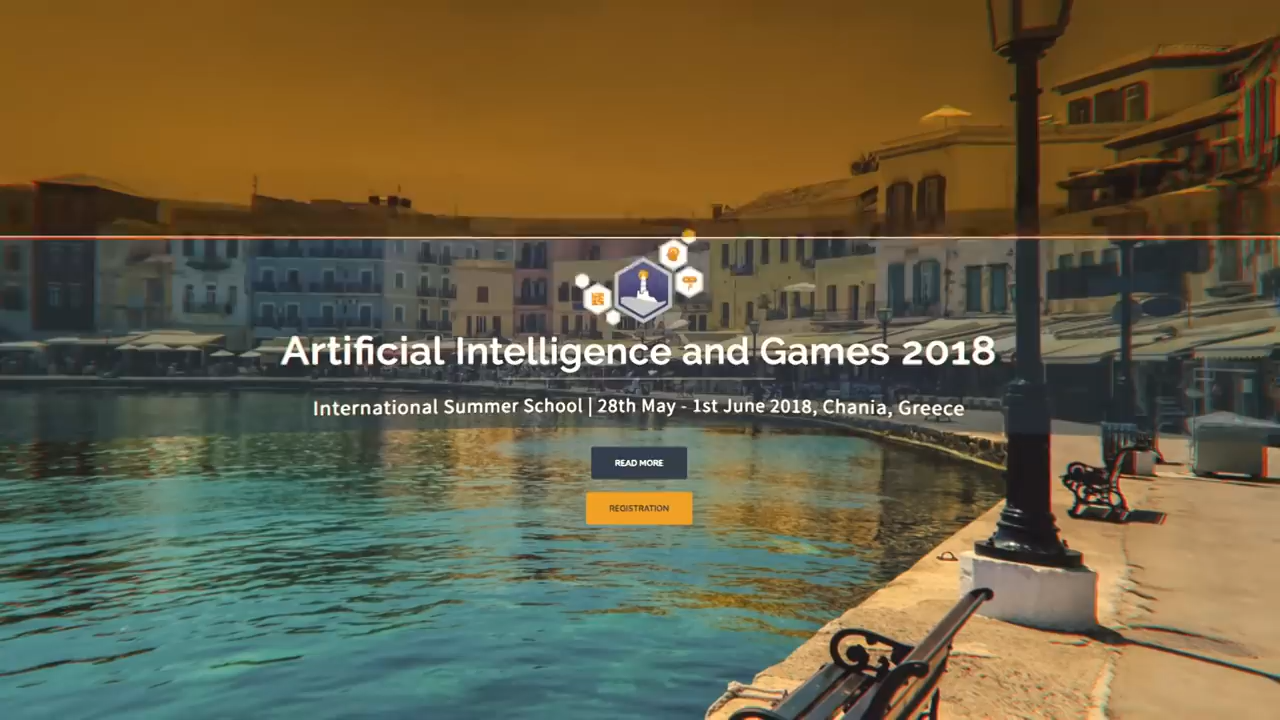 Artificial Intelligence and Games 2018
International Summer School | 28th May - 1st June 2018, Chania, Greece
READ MORE
REGISTRATION